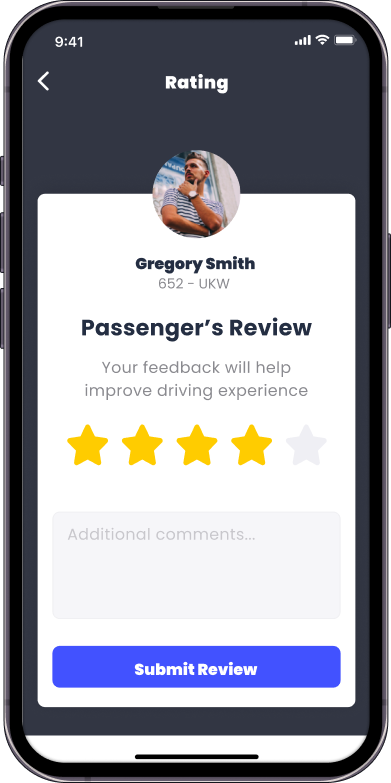 9:41
Rating
Gregory Smith
652 - UKW
Passenger’s Review
Your feedback will help
improve driving experience
Additional comments...
Submit Review